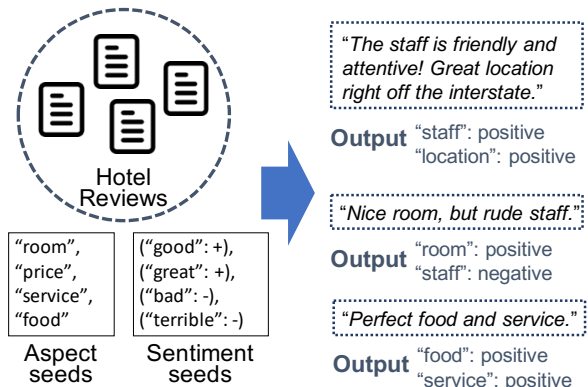 Hotel
Reviews
“room”,
“price”,
“service”,
“food”
Aspect
seeds
(“good”: +),
(“great”: +),
(“bad”: -),
(“terrible”: -)
Sentiment
seeds
“The staff is friendly and
attentive! Great location
right off the interstate.”
Output “staff”: positive
“location”: positive
“Nice room, but rude staff.”
Output “room”: positive
“staff”: negative
“Perfect food and service.”
Output “food”: positive
“service”: positive